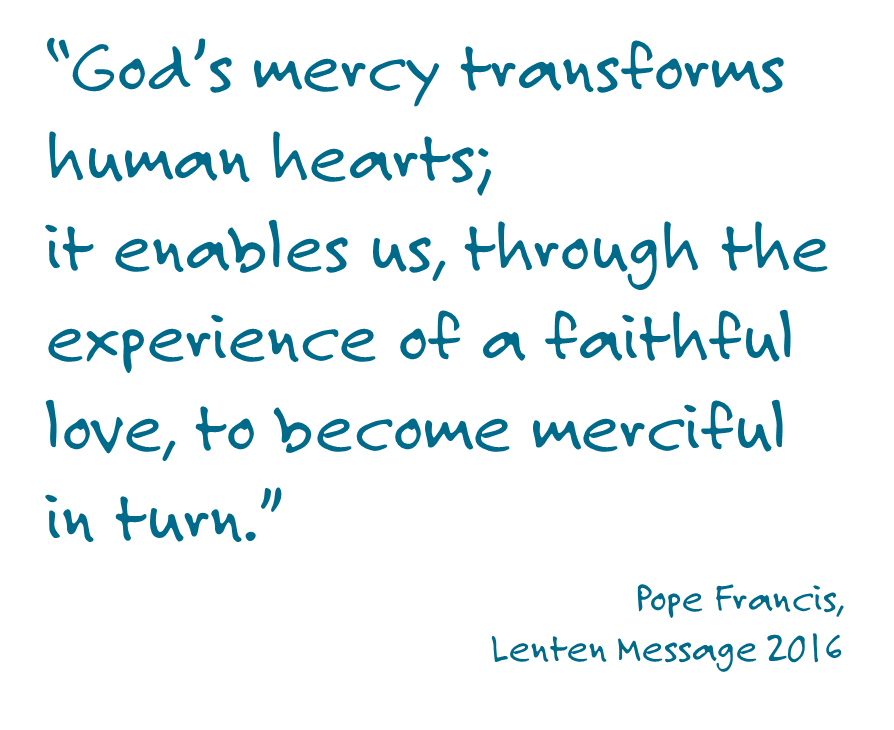 “God’s mercy transforms
human hearts;
it enables us, through the
experience of a faithful
love, to become merciful
in turn.”
Pope Francis,
Lenten Message 2016